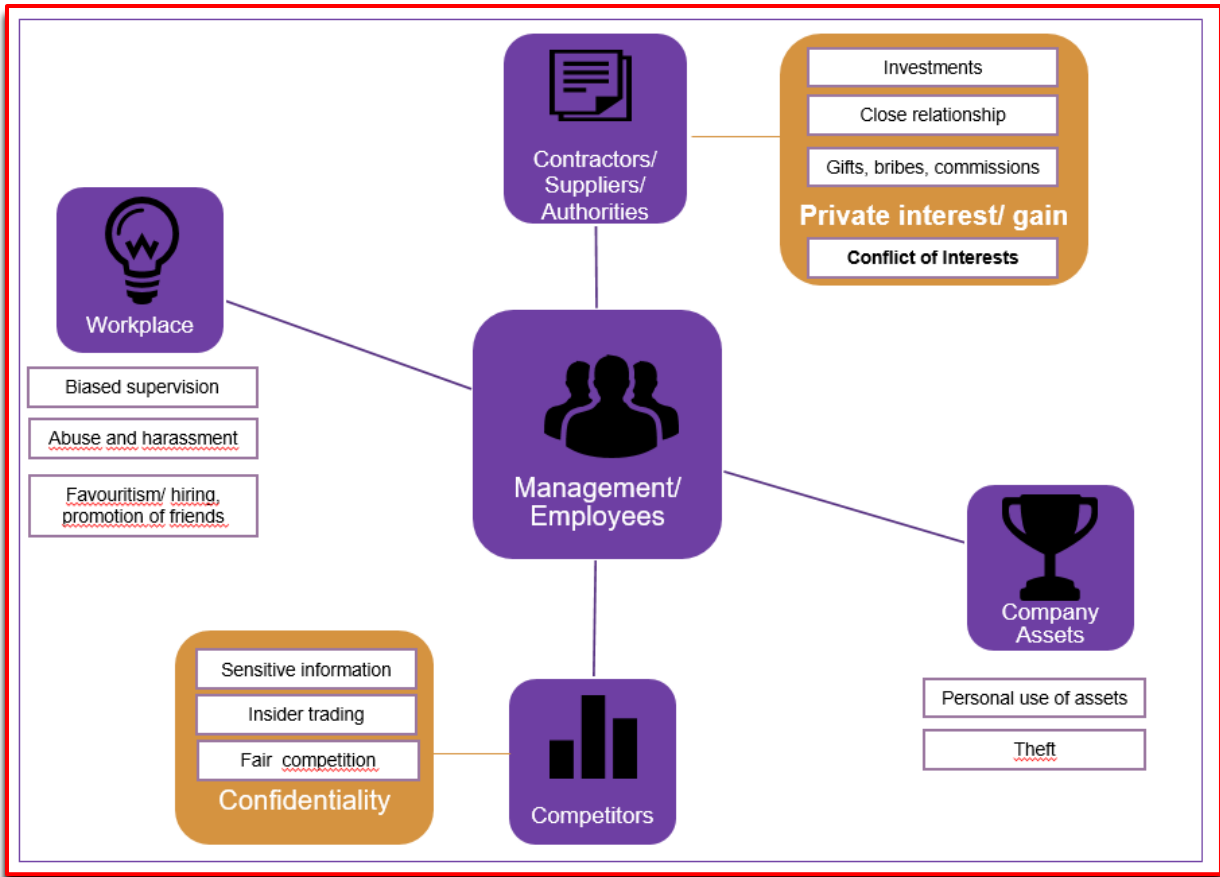 Contractors/
Suppliers/
Authorities
Investments
Close relationship
Gifts, bribes, commissions
Private interest/ gain
Conflict of Interests
Workplace
Biased supervision
Abuse and harassment
Favouritism/ hiring,
promotion of friends
Management/
Employees
Company
Assets
Personal use of assets
Theft
Sensitive information
Insider trading
Fair  competition
Confidentiality
Competitors